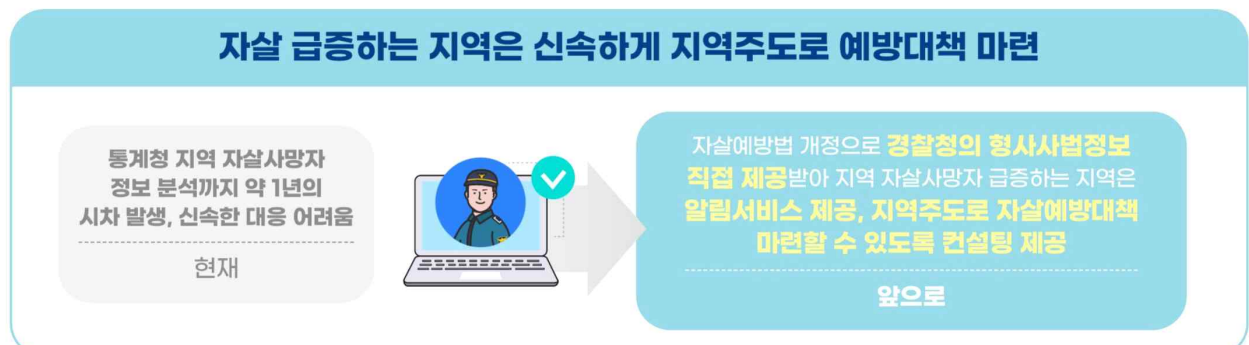 자살 급증하는 지역은 신속하게 지역주도로 예방대책 마련
통계청 지역 자살사망자
정보 분석까지 약 1년의
시차 발생, 신속한 대응 어려움
현재
자살예방법 개정으로 경찰청의 형사사법정보
직접 제공받아 지역 자살사망자 급증하는 지역은
알림서비스 제공, 지역주도로 자살예방대책
마련할 수 있도록 컨설팅 제공
앞으로